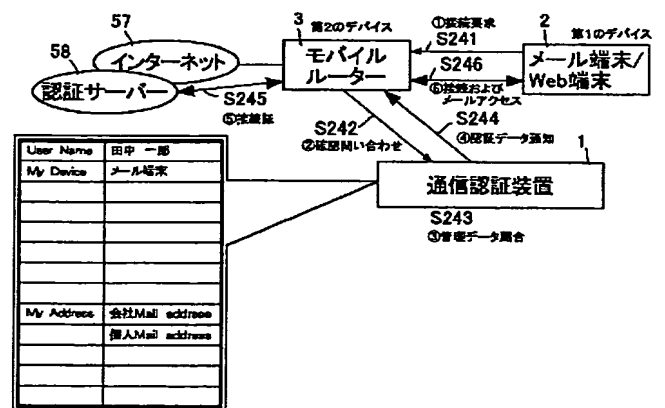 57
インターネット
58
認証サーバー
3 第2のデバイス
モバイル
ルーター
①接続要求
S241
S246
⑥接続および
メールアクセス
2 第1のデバイス
メール端末/
Web端末
S245
⑤接続認証
S242
②確認問い合わせ
S244
④認証データ通知
1
通信認証装置
S243
③管理データ照合
User Name 田中 一郎
My Device メール端末
My Address 会社Mail address
個人Mail address